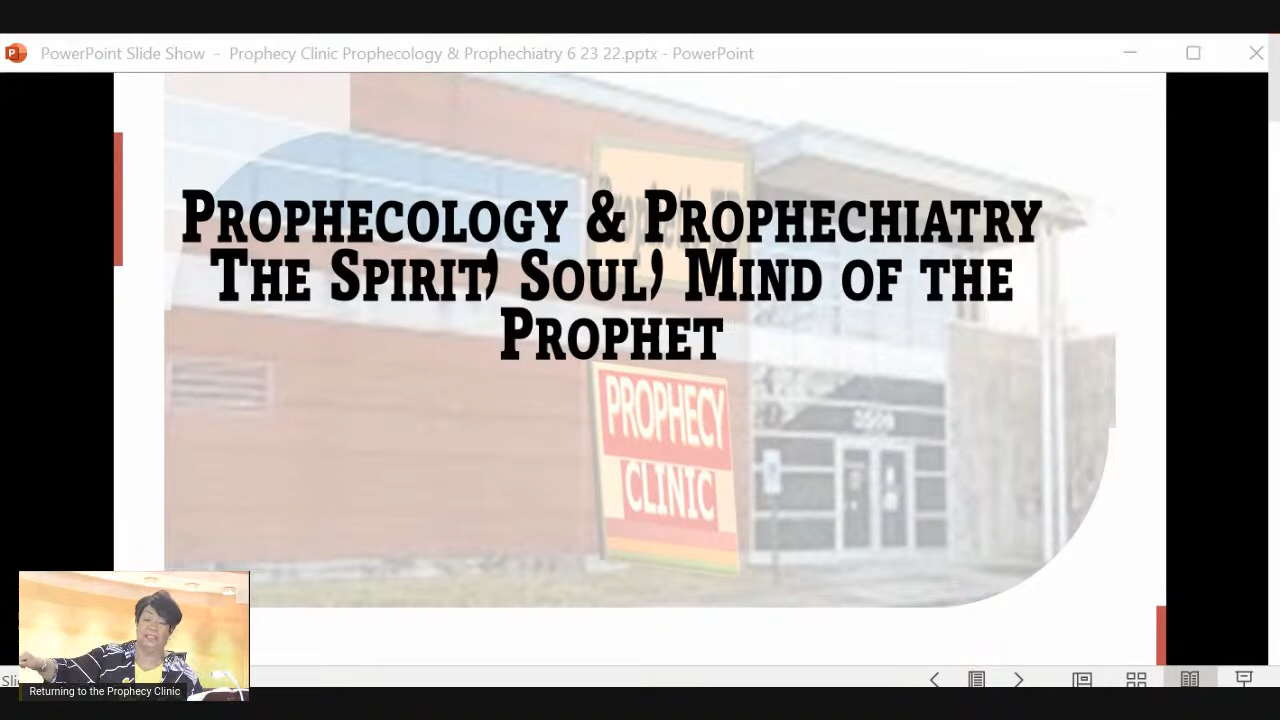 PowerPoint Slide Show - Prophecy Clinic Prophecology & Prophechiatry 6 23 22.pptx - PowerPoint
PROPHECOLOGY & PROPHECHIATRY
THE SPIRIT, SOUL, MIND OF THE
PROPHET
PROPHECY
CLINIC
Returning to the Prophecy Clinic